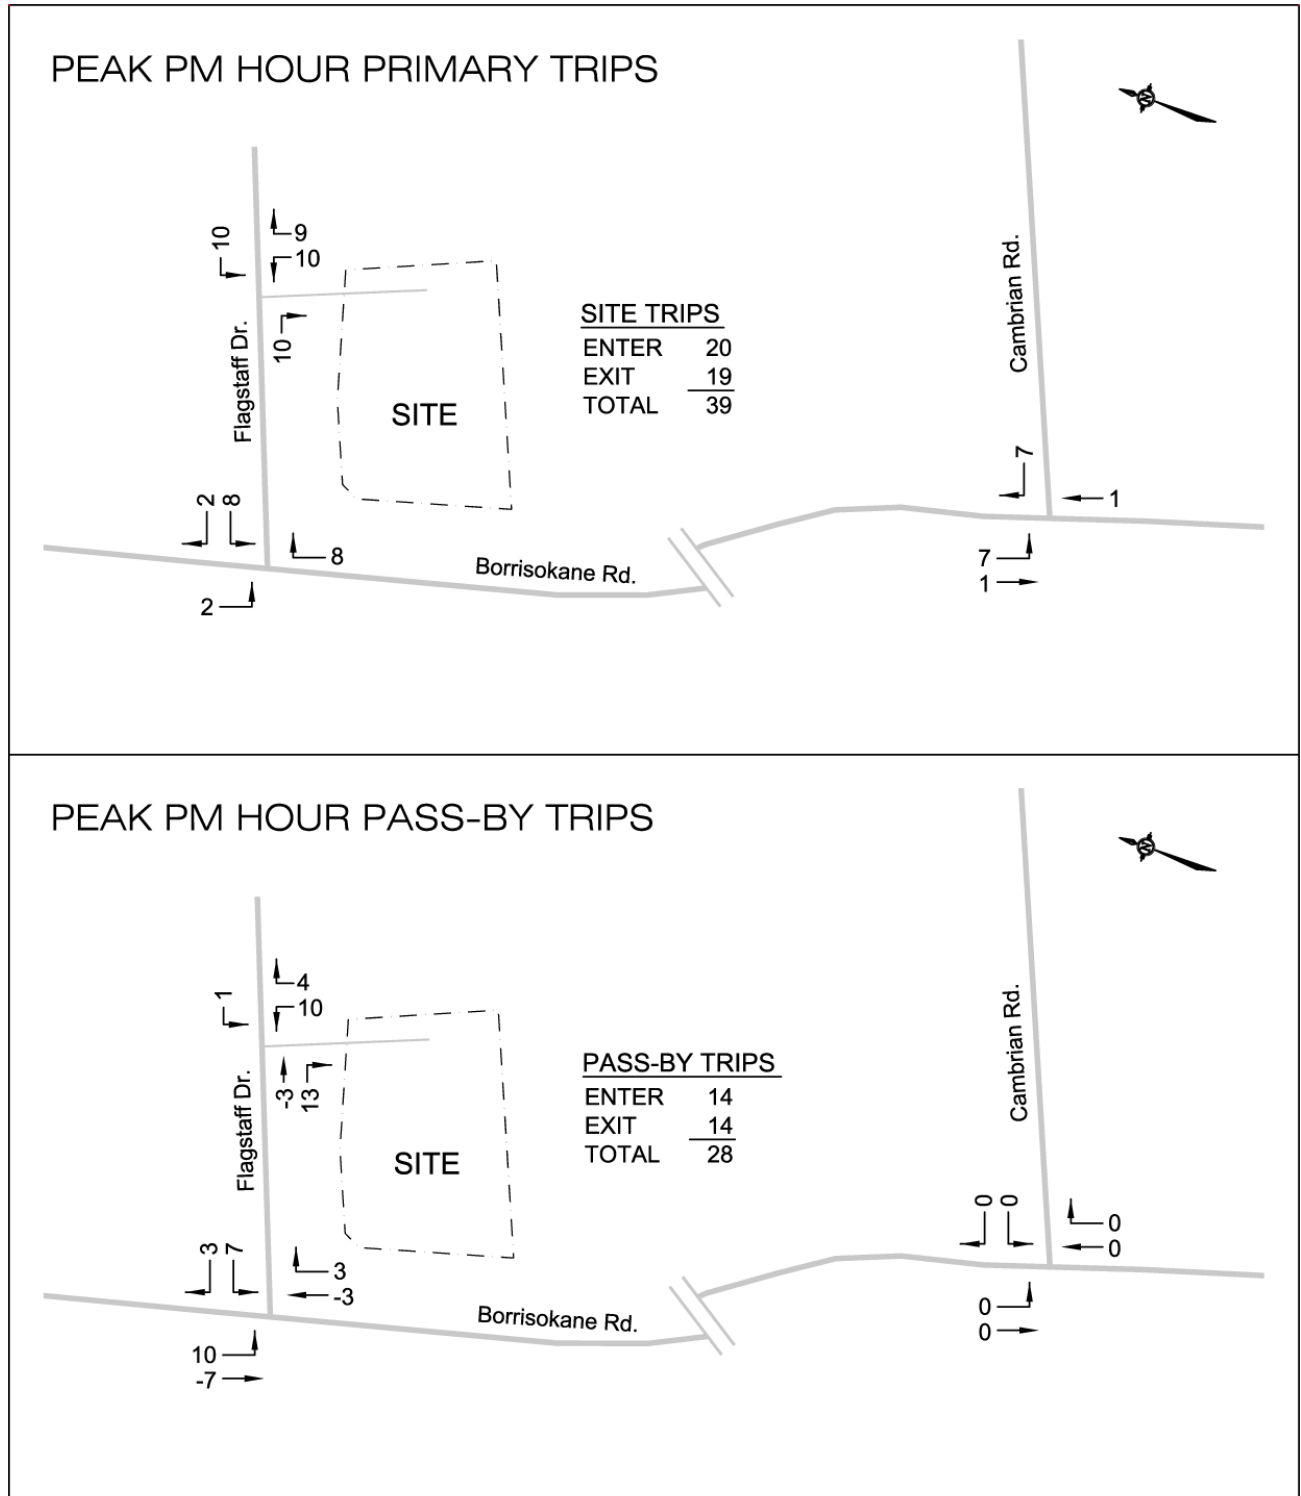 PEAK PM HOUR PRIMARY TRIPS
N
10
9
10
10
Flagstaff Dr.
SITE
SITE TRIPS
ENTER 20
EXIT 19
TOTAL 39
Cambrian Rd.
7
1
7
1
2 8
8
2
Borrisokane Rd.
PEAK PM HOUR PASS-BY TRIPS
N
1
4
10
-3 13
Flagstaff Dr.
SITE
PASS-BY TRIPS
ENTER 14
EXIT 14
TOTAL 28
Cambrian Rd.
0 0
0
0
0
0
3 7
3
-3
10
-7
Borrisokane Rd.